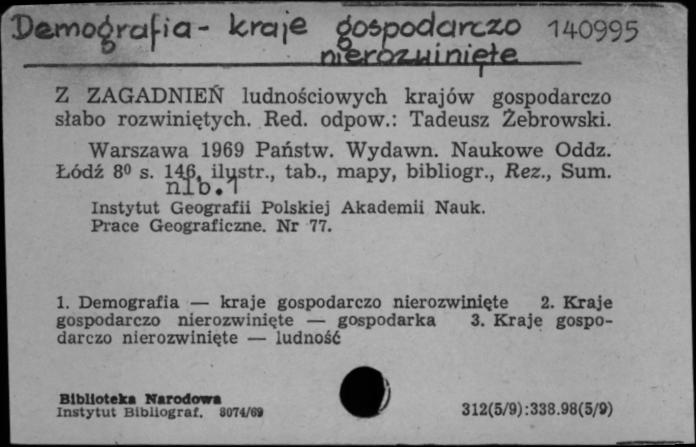 Demografia - kraje gospodarczo 140995
nierozwinięte
Z ZAGADNIEŃ ludnościowych krajów gospodarczo
słabo rozwiniętych. Red. odpow.: Tadeusz Żebrowski.
Warszawa 1969 Państw. Wydawn. Naukowe Oddz.
Łódź 8⁰ s. 146, ilustr., tab., mapy, bibliogr., Rez., Sum.
nlb. 1
Instytut Geografii Polskiej Akademii Nauk.
Prace Geograficzne. Nr 77.
1. Demografia — kraje gospodarczo nierozwinięte 2. Kraje
gospodarczo nierozwinięte — gospodarka 3. Kraje gospo-
darczo nierozwinięte — ludność
Biblioteka Narodowa
Instytut Bibliograf. 8074/69 312(5/9):338.98(5/9)